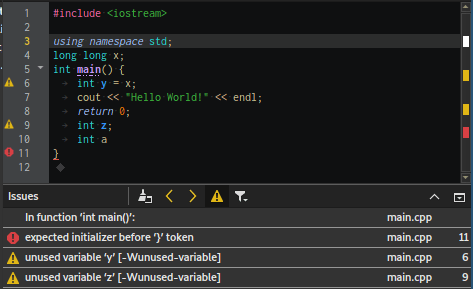 1 #include <iostream>
2
3 using namespace std;
4 long long x;
5 int main() {
6 int y = x;
7 cout << "Hello World!" << endl;
8 return 0;
9 int z;
10 int a
11 }
12
Issues
In function 'int main()': main.cpp
expected initializer before '}' token main.cpp 11
unused variable 'y' [-Wunused-variable] main.cpp 6
unused variable 'z' [-Wunused-variable] main.cpp 9